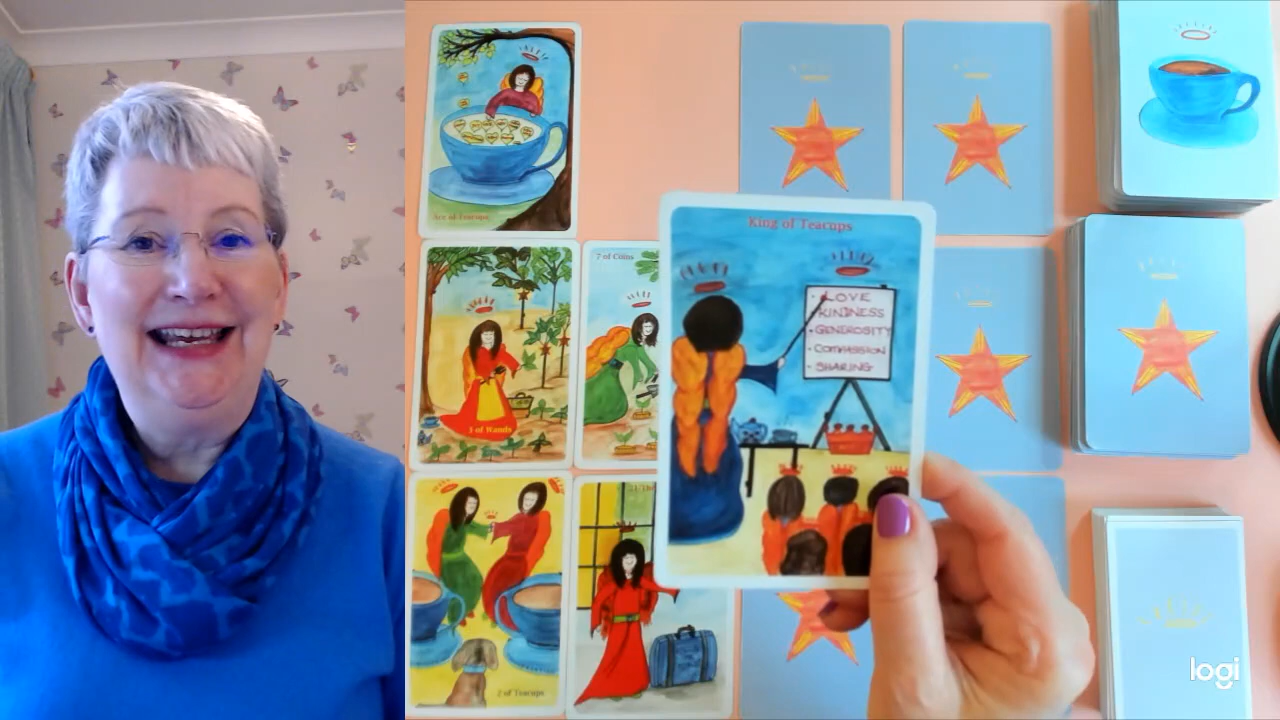 Ace of Teacups
King of Teacups
• LOVE
KINDNESS
• GENEROSITY
• COMPASSION
• SHARING
7 of Coins
3 of Wands
2 of Teacups
logi